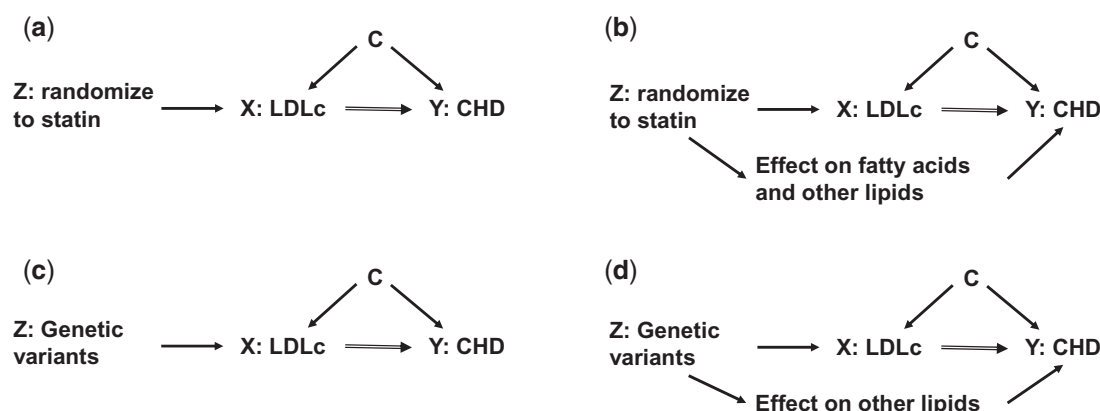 (a)
C
Z: randomize
to statin
X: LDLc
Y: CHD
(b)
C
Z: randomize
to statin
X: LDLc
Y: CHD
Effect on fatty acids
and other lipids
(c)
C
Z: Genetic
variants
X: LDLc
Y: CHD
(d)
C
Z: Genetic
variants
X: LDLc
Y: CHD
Effect on other lipids